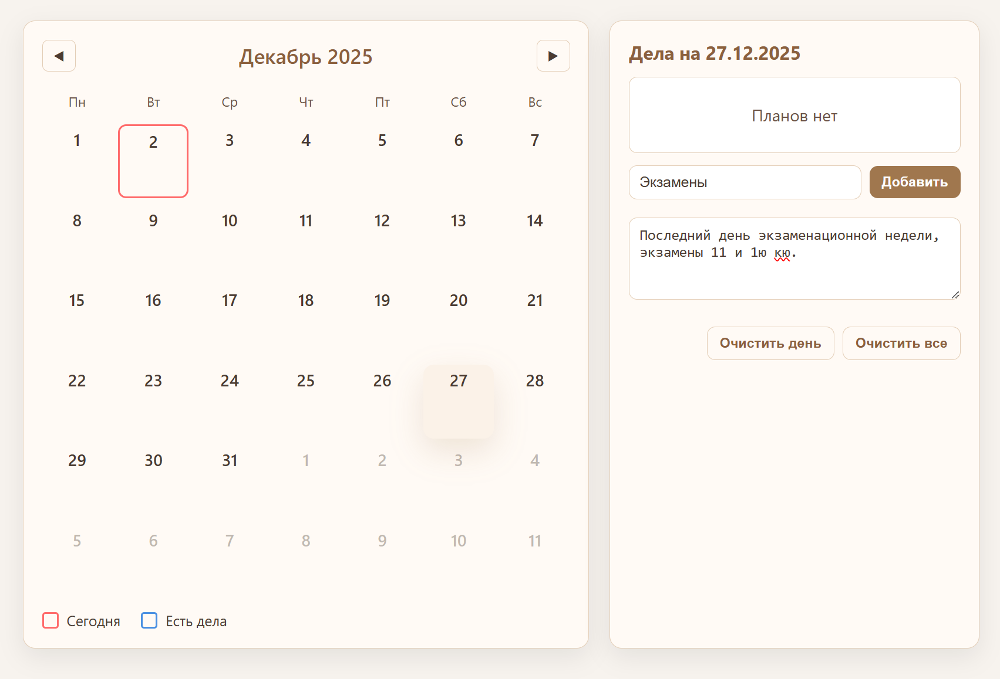 ◀ Декабрь 2025 ▶
Пн Вт Ср Чт Пт Сб Вс
1 2 3 4 5 6 7
8 9 10 11 12 13 14
15 16 17 18 19 20 21
22 23 24 25 26 27 28
29 30 31 1 2 3 4
5 6 7 8 9 10 11
Сегодня Есть дела
Дела на 27.12.2025
Планов нет
Экзамены Добавить
Последний день экзаменационной недели,
экзамены 11 и 1ю кю.
Очистить день Очистить все